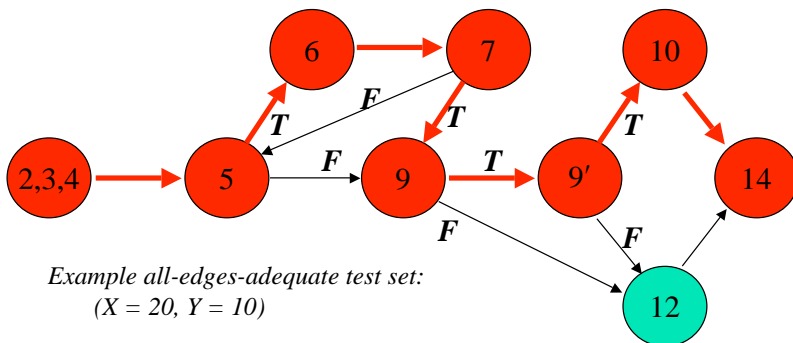 6
7
10
F
T
T
T
2,3,4
5
F
9
T
9′
14
F
F
Example all-edges-adequate test set:
(X = 20, Y = 10)
12